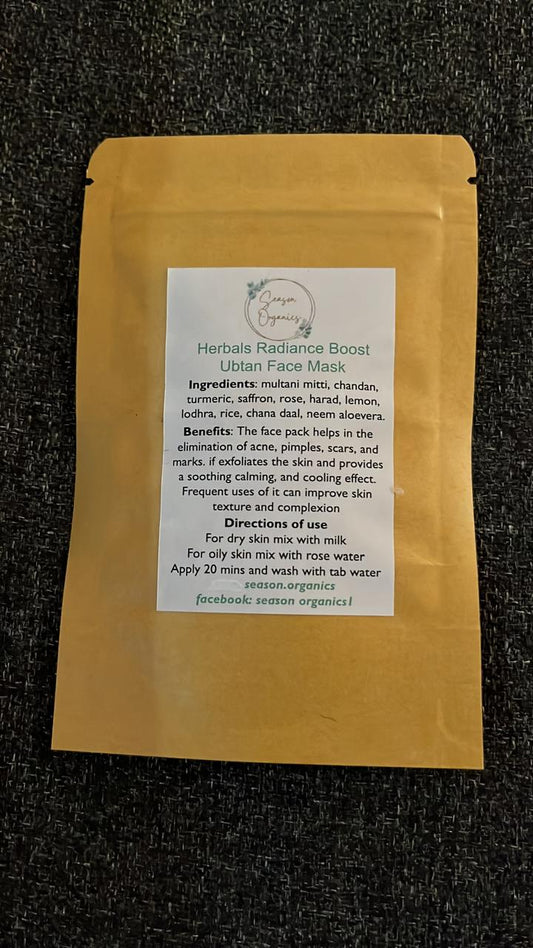 Season
Organics
Herbals Radiance Boost
Ubtan Face Mask
Ingredients: multani mitti, chandan,
turmeric, saffron, rose, harad, lemon,
lodhra, rice, chana daal, neem aloevera.
Benefits: The face pack helps in the
elimination of acne, pimples, scars, and
marks. if exfoliates the skin and provides
a soothing calming, and cooling effect.
Frequent uses of it can improve skin
texture and complexion
Directions of use
For dry skin mix with milk
For oily skin mix with rose water
Apply 20 mins and wash with tab water
season.organics
facebook: season organics1